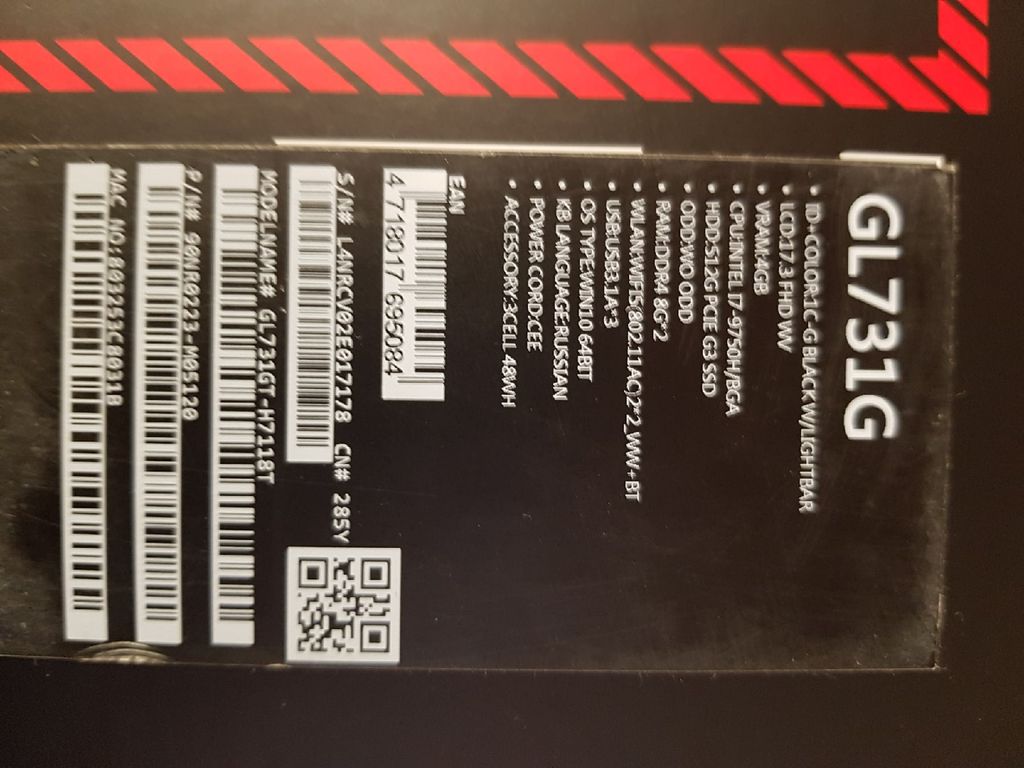 GL731G
• ID-COLOR:1C-G BLACK W/LIGHTBAR
• LCD:17.3 FHD WV
• VRAM:4GB
• CPU:INTEL I7-9750H/BGA
• HDD:512G PCIE G3 SSD
• ODD:WO ODD
• RAM:DDR4 8G*2
• WLAN:WIFI5(802.11AC)2*2_WW+BT
• USB:USB3.1A*3
• OS TYPE:WIN10 64BIT
• KB LANGUAGE:RUSSIAN
• POWER CORD:CEE
• ACCESSORY:3CELL 48WH
EAN
4 718017 695084
S/N# L4NRCV02E017178 CN# 285Y
MODELNAME# GL731GT-H7118T
P/N# 90NR0223-M05120
MAC NO:B03253C8031B